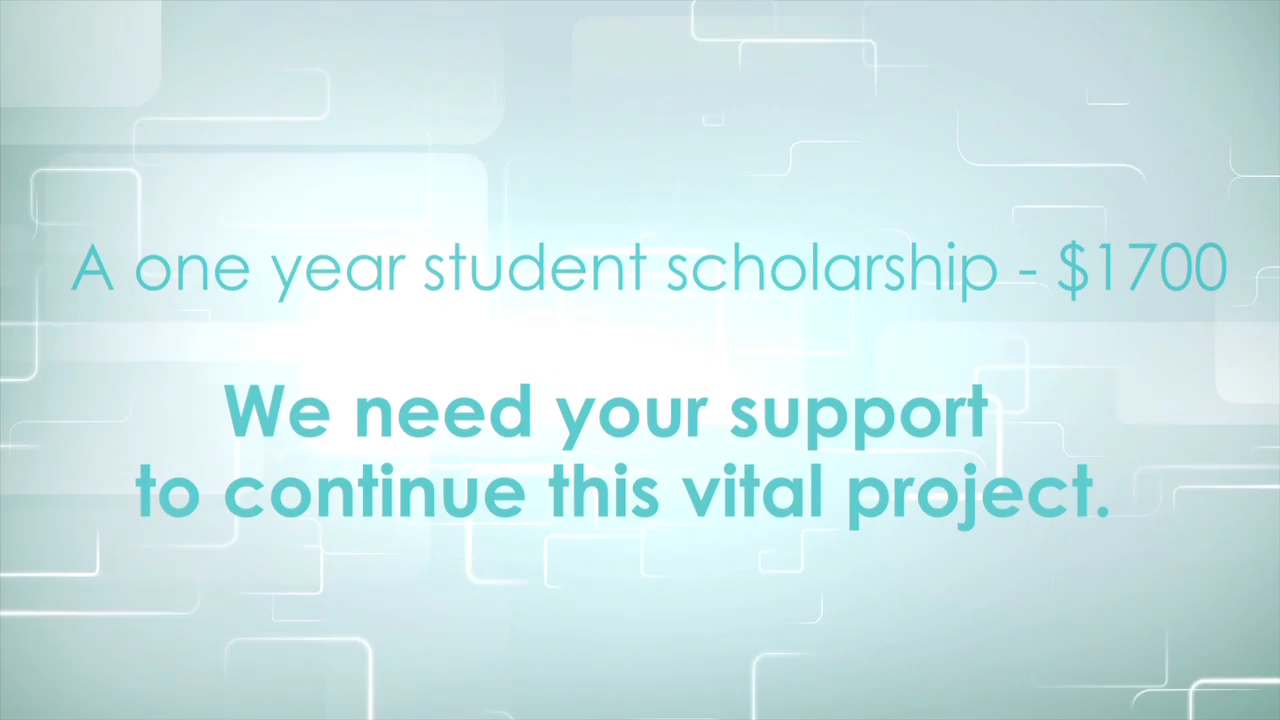 A one year student scholarship - $1700
We need your support
to continue this vital project.